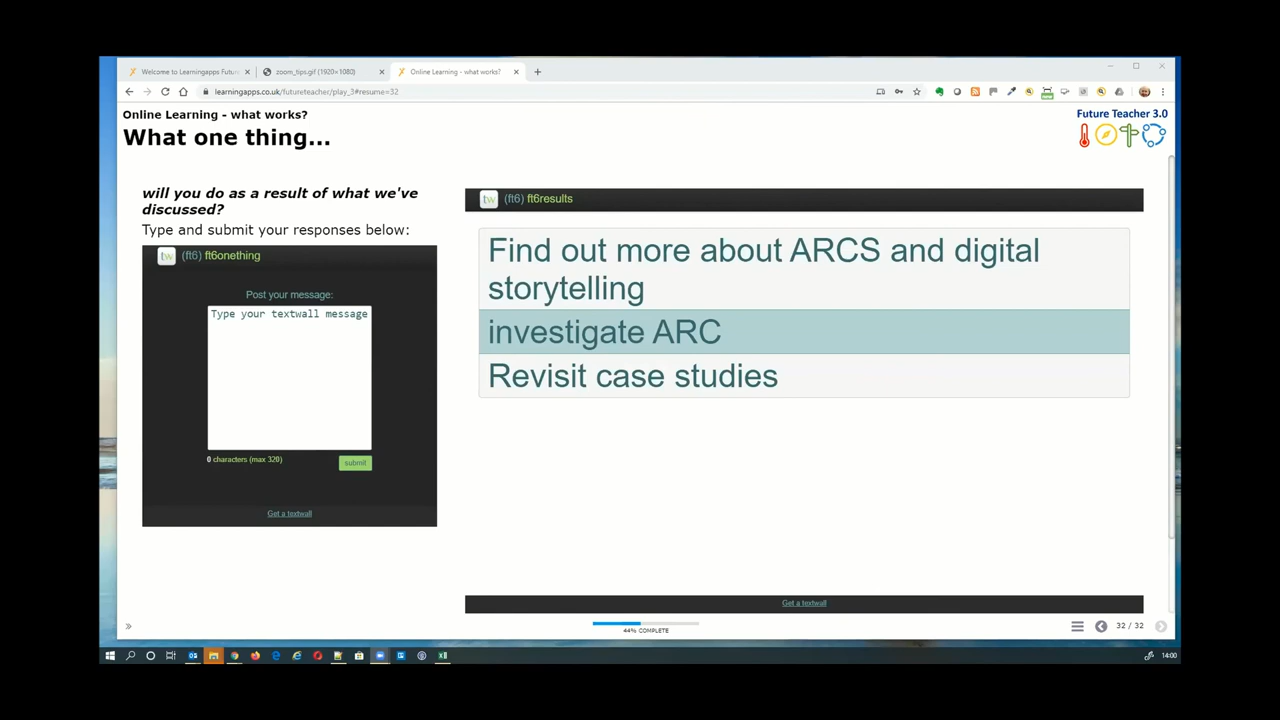 Welcome to Learningapps Future
zoom_tips.gif (1920×1080)
Online Learning - what works?
learningapps.co.uk/futureteacher/play_3#resume=32
Online Learning - what works?
What one thing...
Future Teacher 3.0
will you do as a result of what we've
discussed?
Type and submit your responses below:
tw (ft6) ft6onething
Post your message:
Type your textwall message
0 characters (max 320)
submit
Get a textwall
tw (ft6) ft6results
Find out more about ARCS and digital
storytelling
investigate ARC
Revisit case studies
Get a textwall
44% COMPLETE
32 / 32
14:00